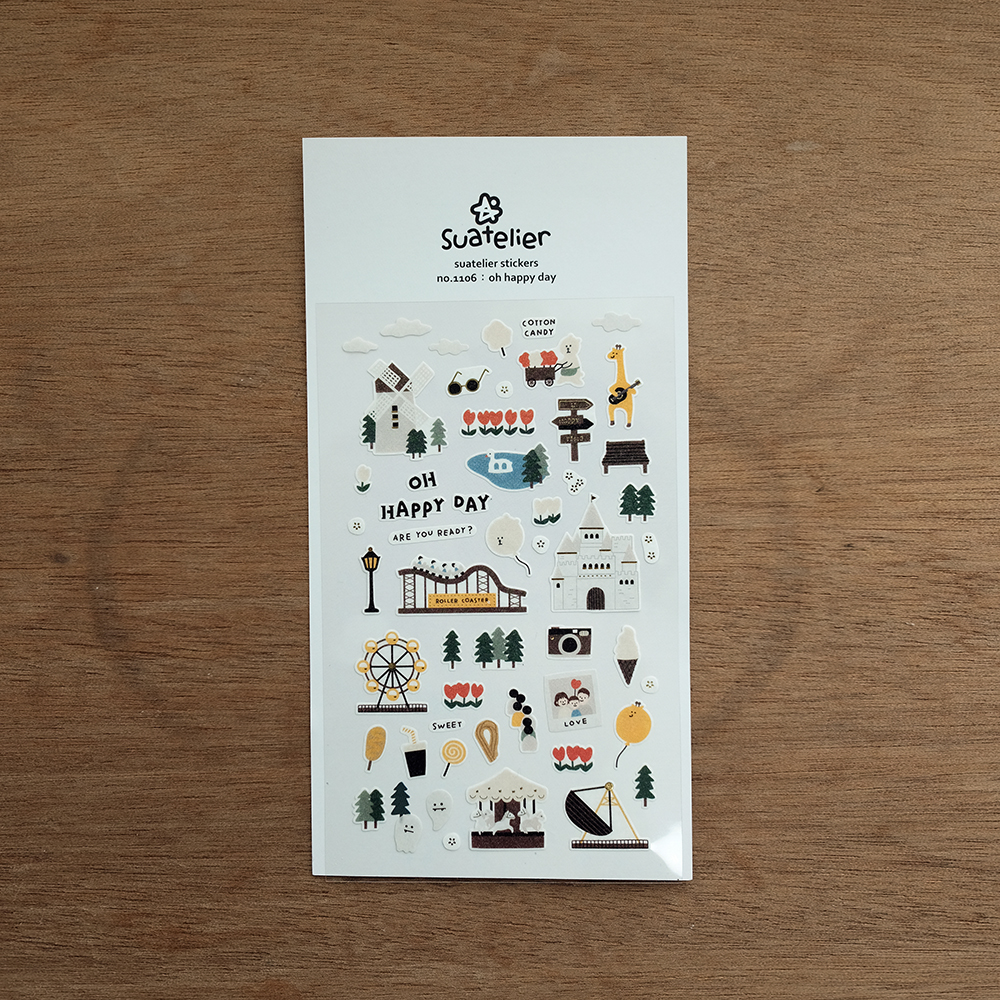 suatelier
suatelier stickers
no.1106 : oh happy day
COTTON
CANDY
OH
HAPPY DAY
ARE YOU READY?
ROLLER COASTER
SWEET
LOVE